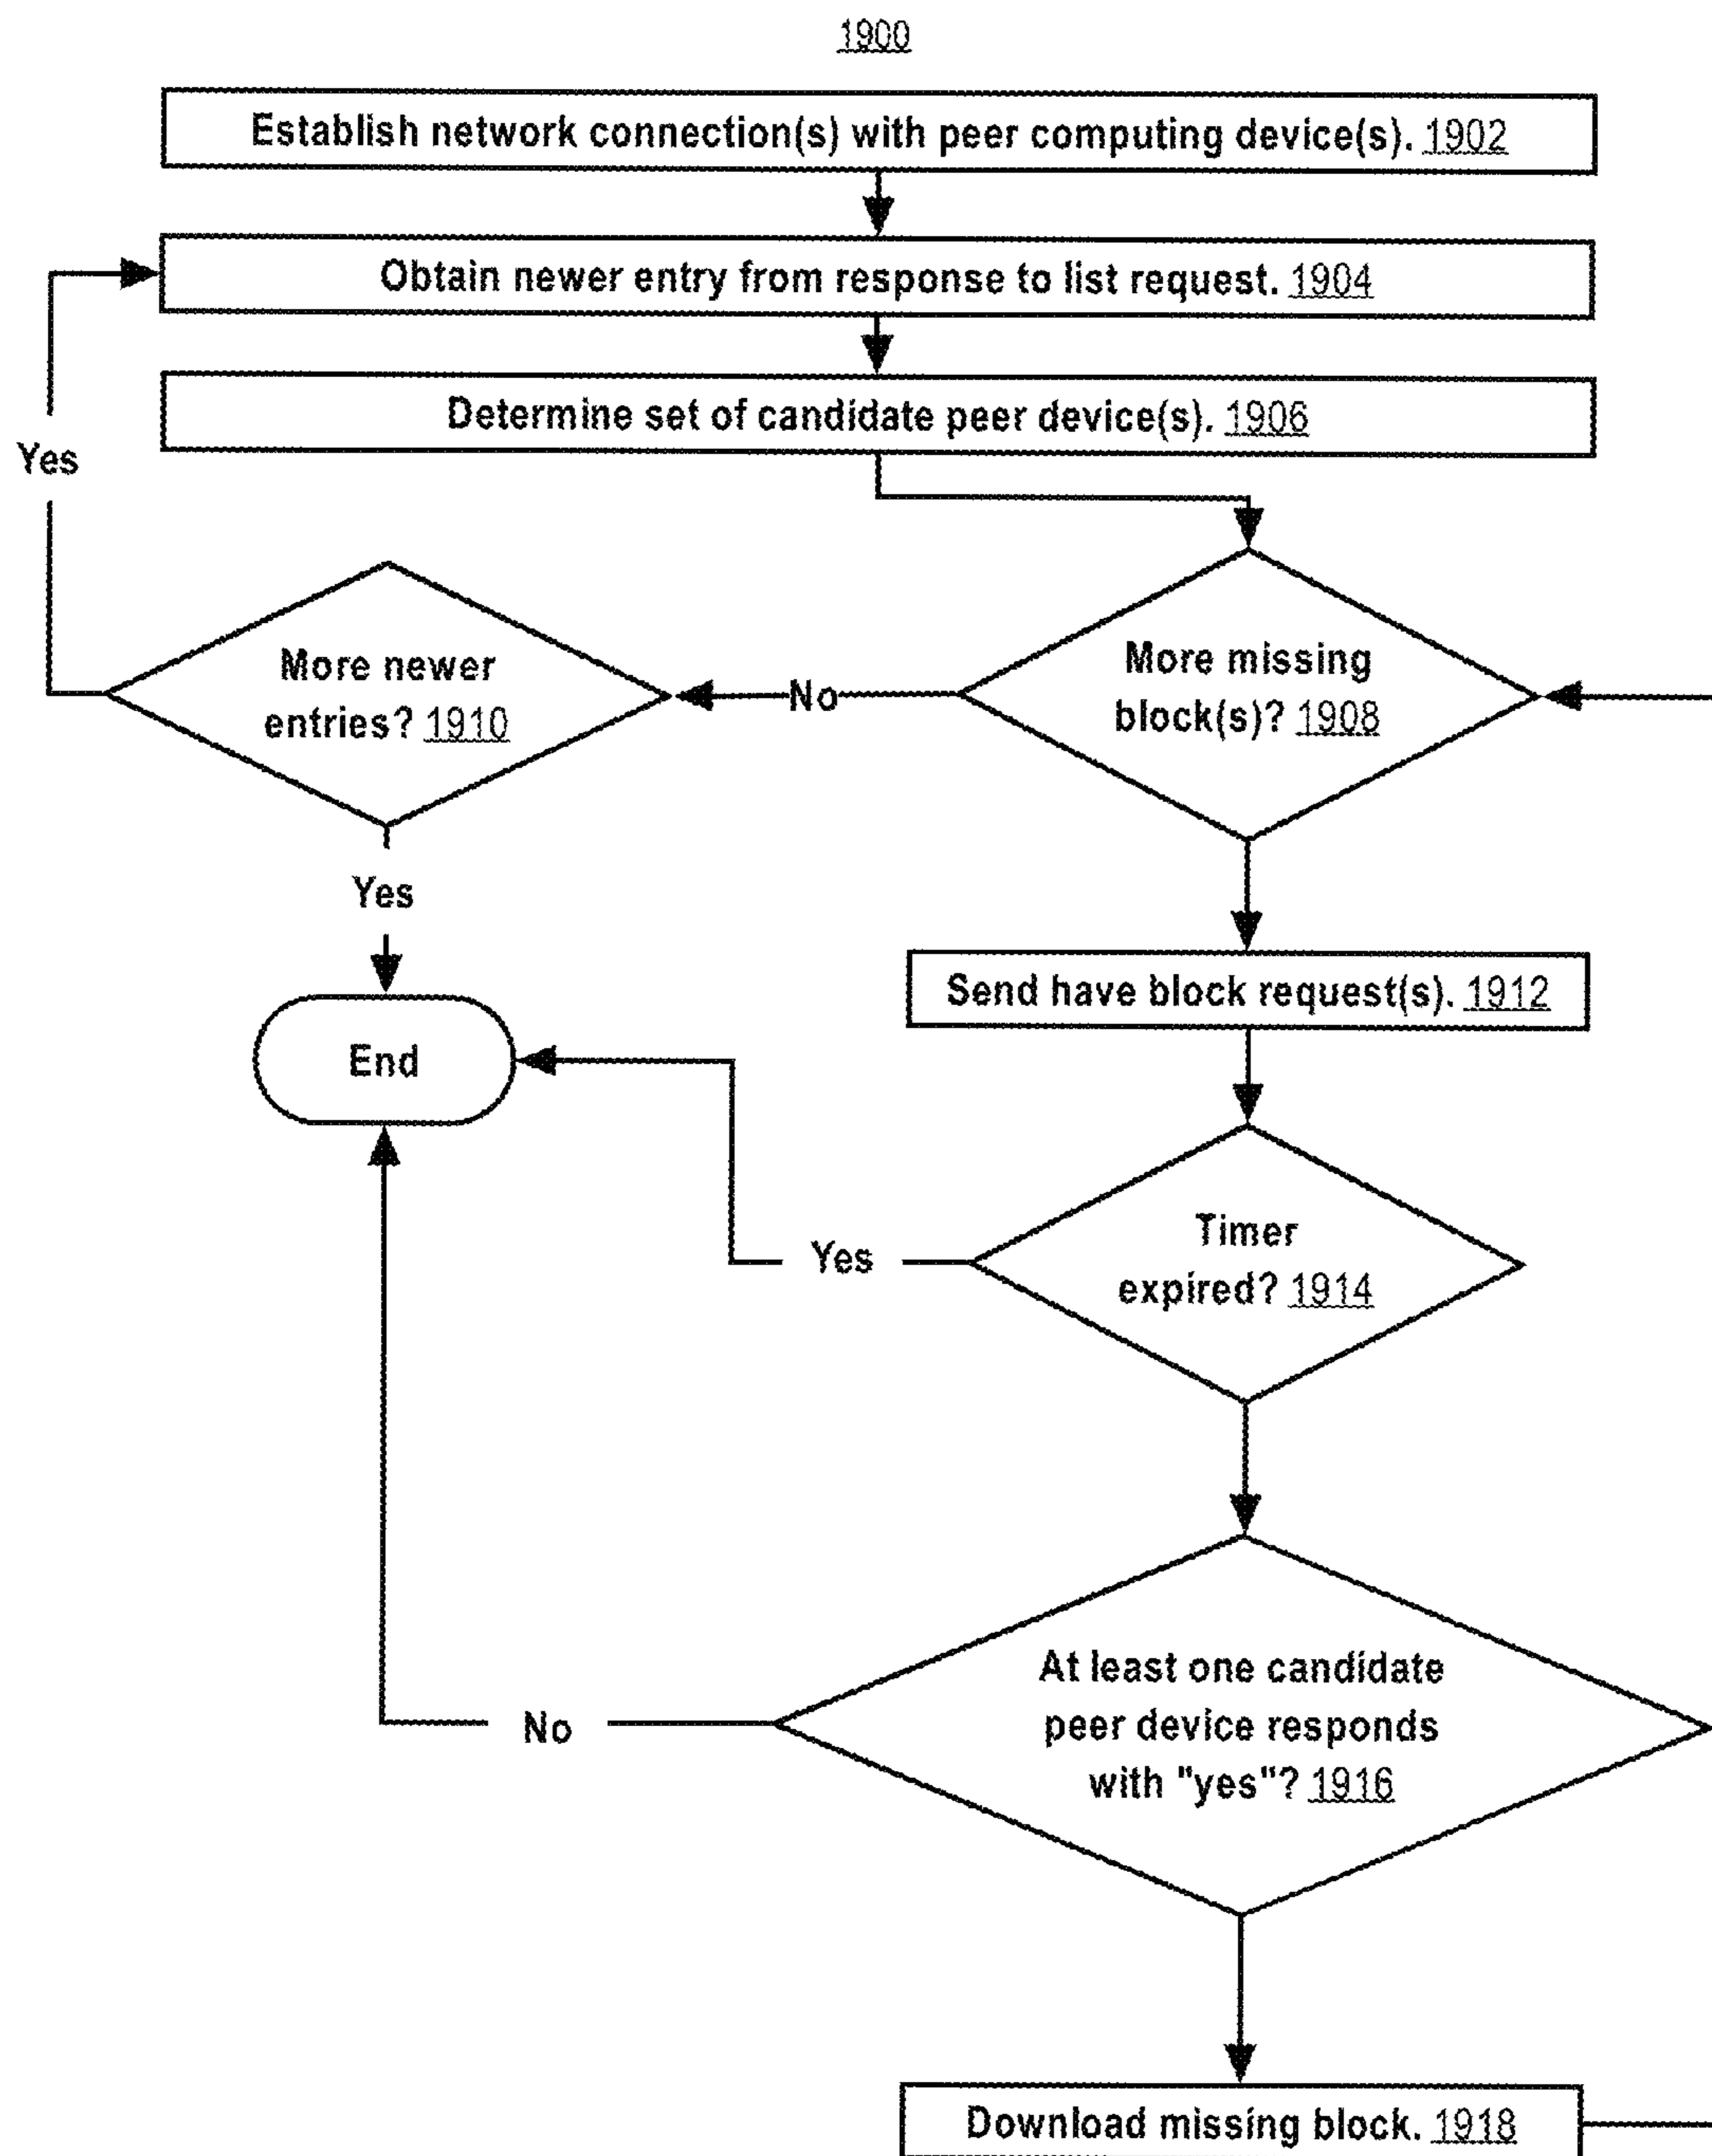 1900
Establish network connection(s) with peer computing device(s). 1902
Obtain newer entry from response to list request. 1904
Determine set of candidate peer device(s). 1906
Yes
More newer
entries? 1910
No
More missing
block(s)? 1908
Yes
Send have block request(s). 1912
End
Yes
Timer
expired? 1914
No
At least one candidate
peer device responds
with "yes"? 1916
Download missing block. 1918